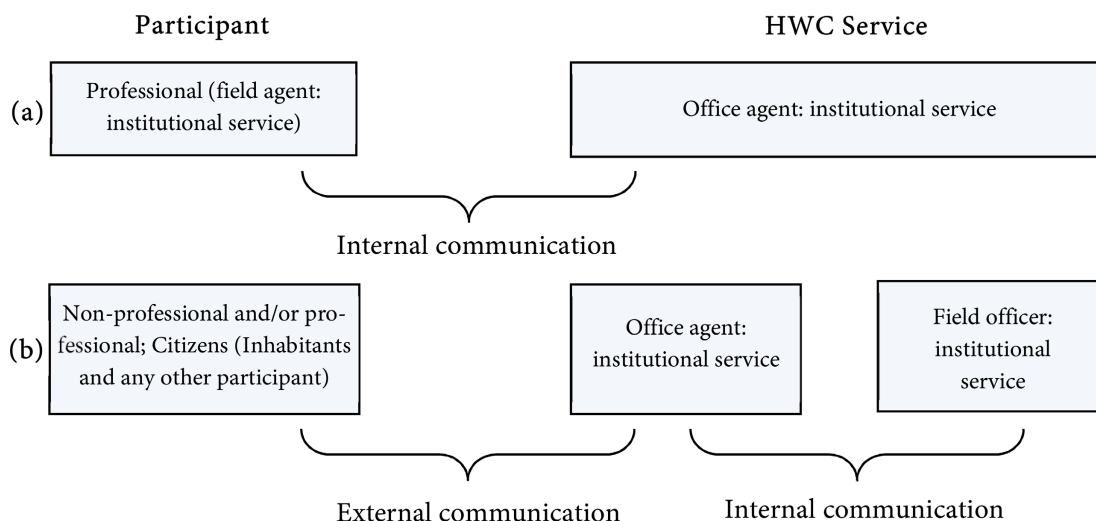 Participant
HWC Service
(a)
Professional (field agent:
institutional service)
Office agent: institutional service
Internal communication
(b)
Non-professional and/or pro-
fessional; Citizens (Inhabitants
and any other participant)
Office agent:
institutional service
Field officer:
institutional
service
External communication
Internal communication